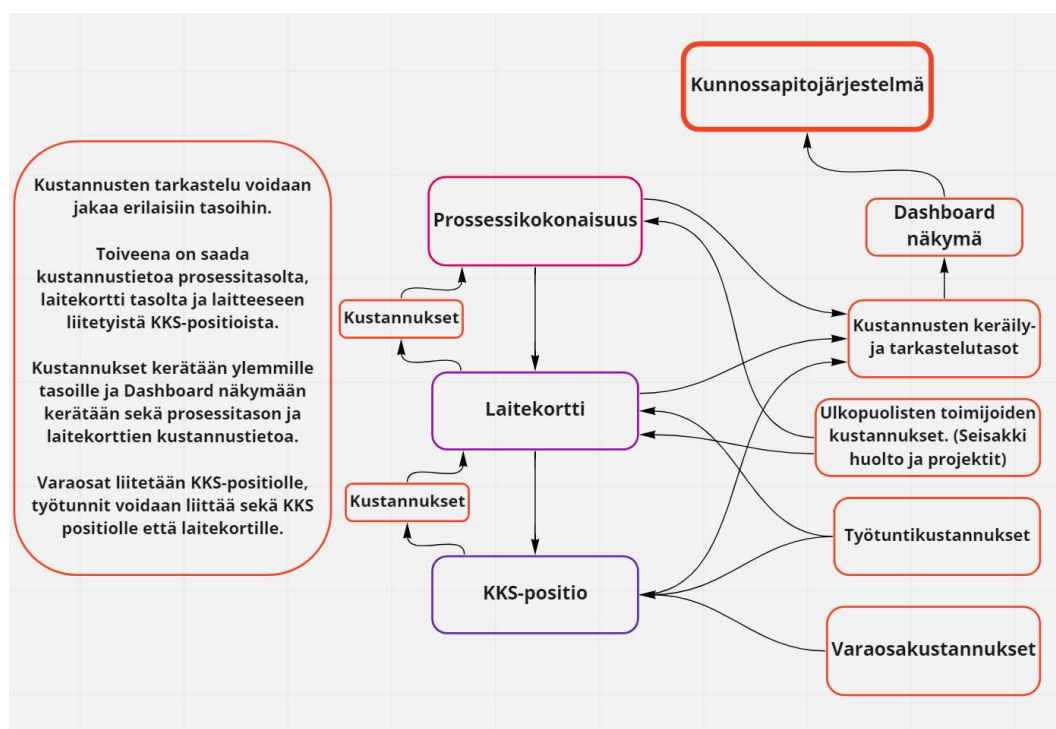 Kunnossapitojärjestelmä
Kustannusten tarkastelu voidaan
jakaa erilaisiin tasoihin.
Toiveena on saada
kustannustietoa prosessitasolta,
laitekortti tasolta ja laitteeseen
liitetyistä KKS-positioista.
Kustannukset kerätään ylemmille
tasoille ja Dashboard näkymään
kerätään sekä prosessitason ja
laitekorttien kustannustietoa.
Varaosat liitetään KKS-positiolle,
työtunnit voidaan liittää sekä KKS
positiolle että laitekortille.
Prossessikokonaisuus
Dashboard
näkymä
Kustannukset
Kustannusten keräily-
ja tarkastelutasot
Laitekortti
Ulkopuolisten toimijoiden
kustannukset. (Seisakki
huolto ja projektit)
Kustannukset
Työtuntikustannukset
KKS-positio
Varaosakustannukset